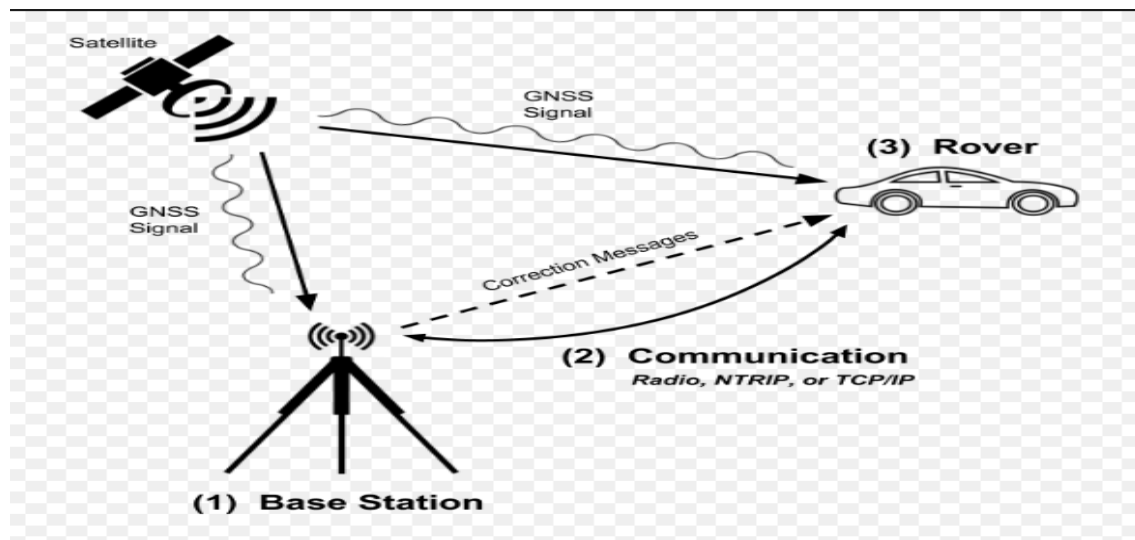 Satellite
GNSS
Signal
(3) Rover
GNSS
Signal
Correction Messages
(2) Communication
Radio, NTRIP, or TCP/IP
(1) Base Station